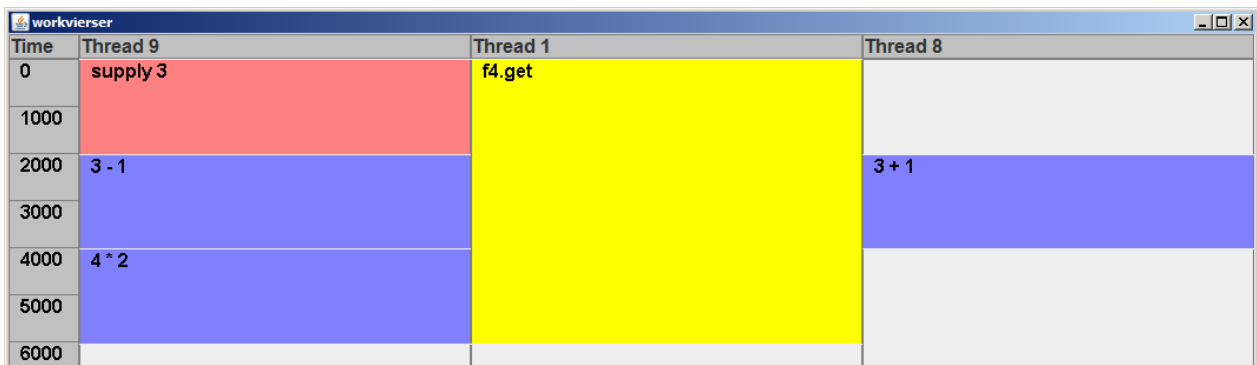 workvierser
Time Thread 9 Thread 1 Thread 8
0 supply 3 f4.get
1000
2000 3 - 1 3 + 1
3000
4000 4 * 2
5000
6000